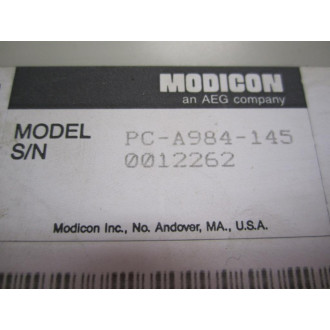 MODICON
an AEG company
MODEL PC-A984-145
S/N 0012262
Modicon Inc., No. Andover, MA., U.S.A.